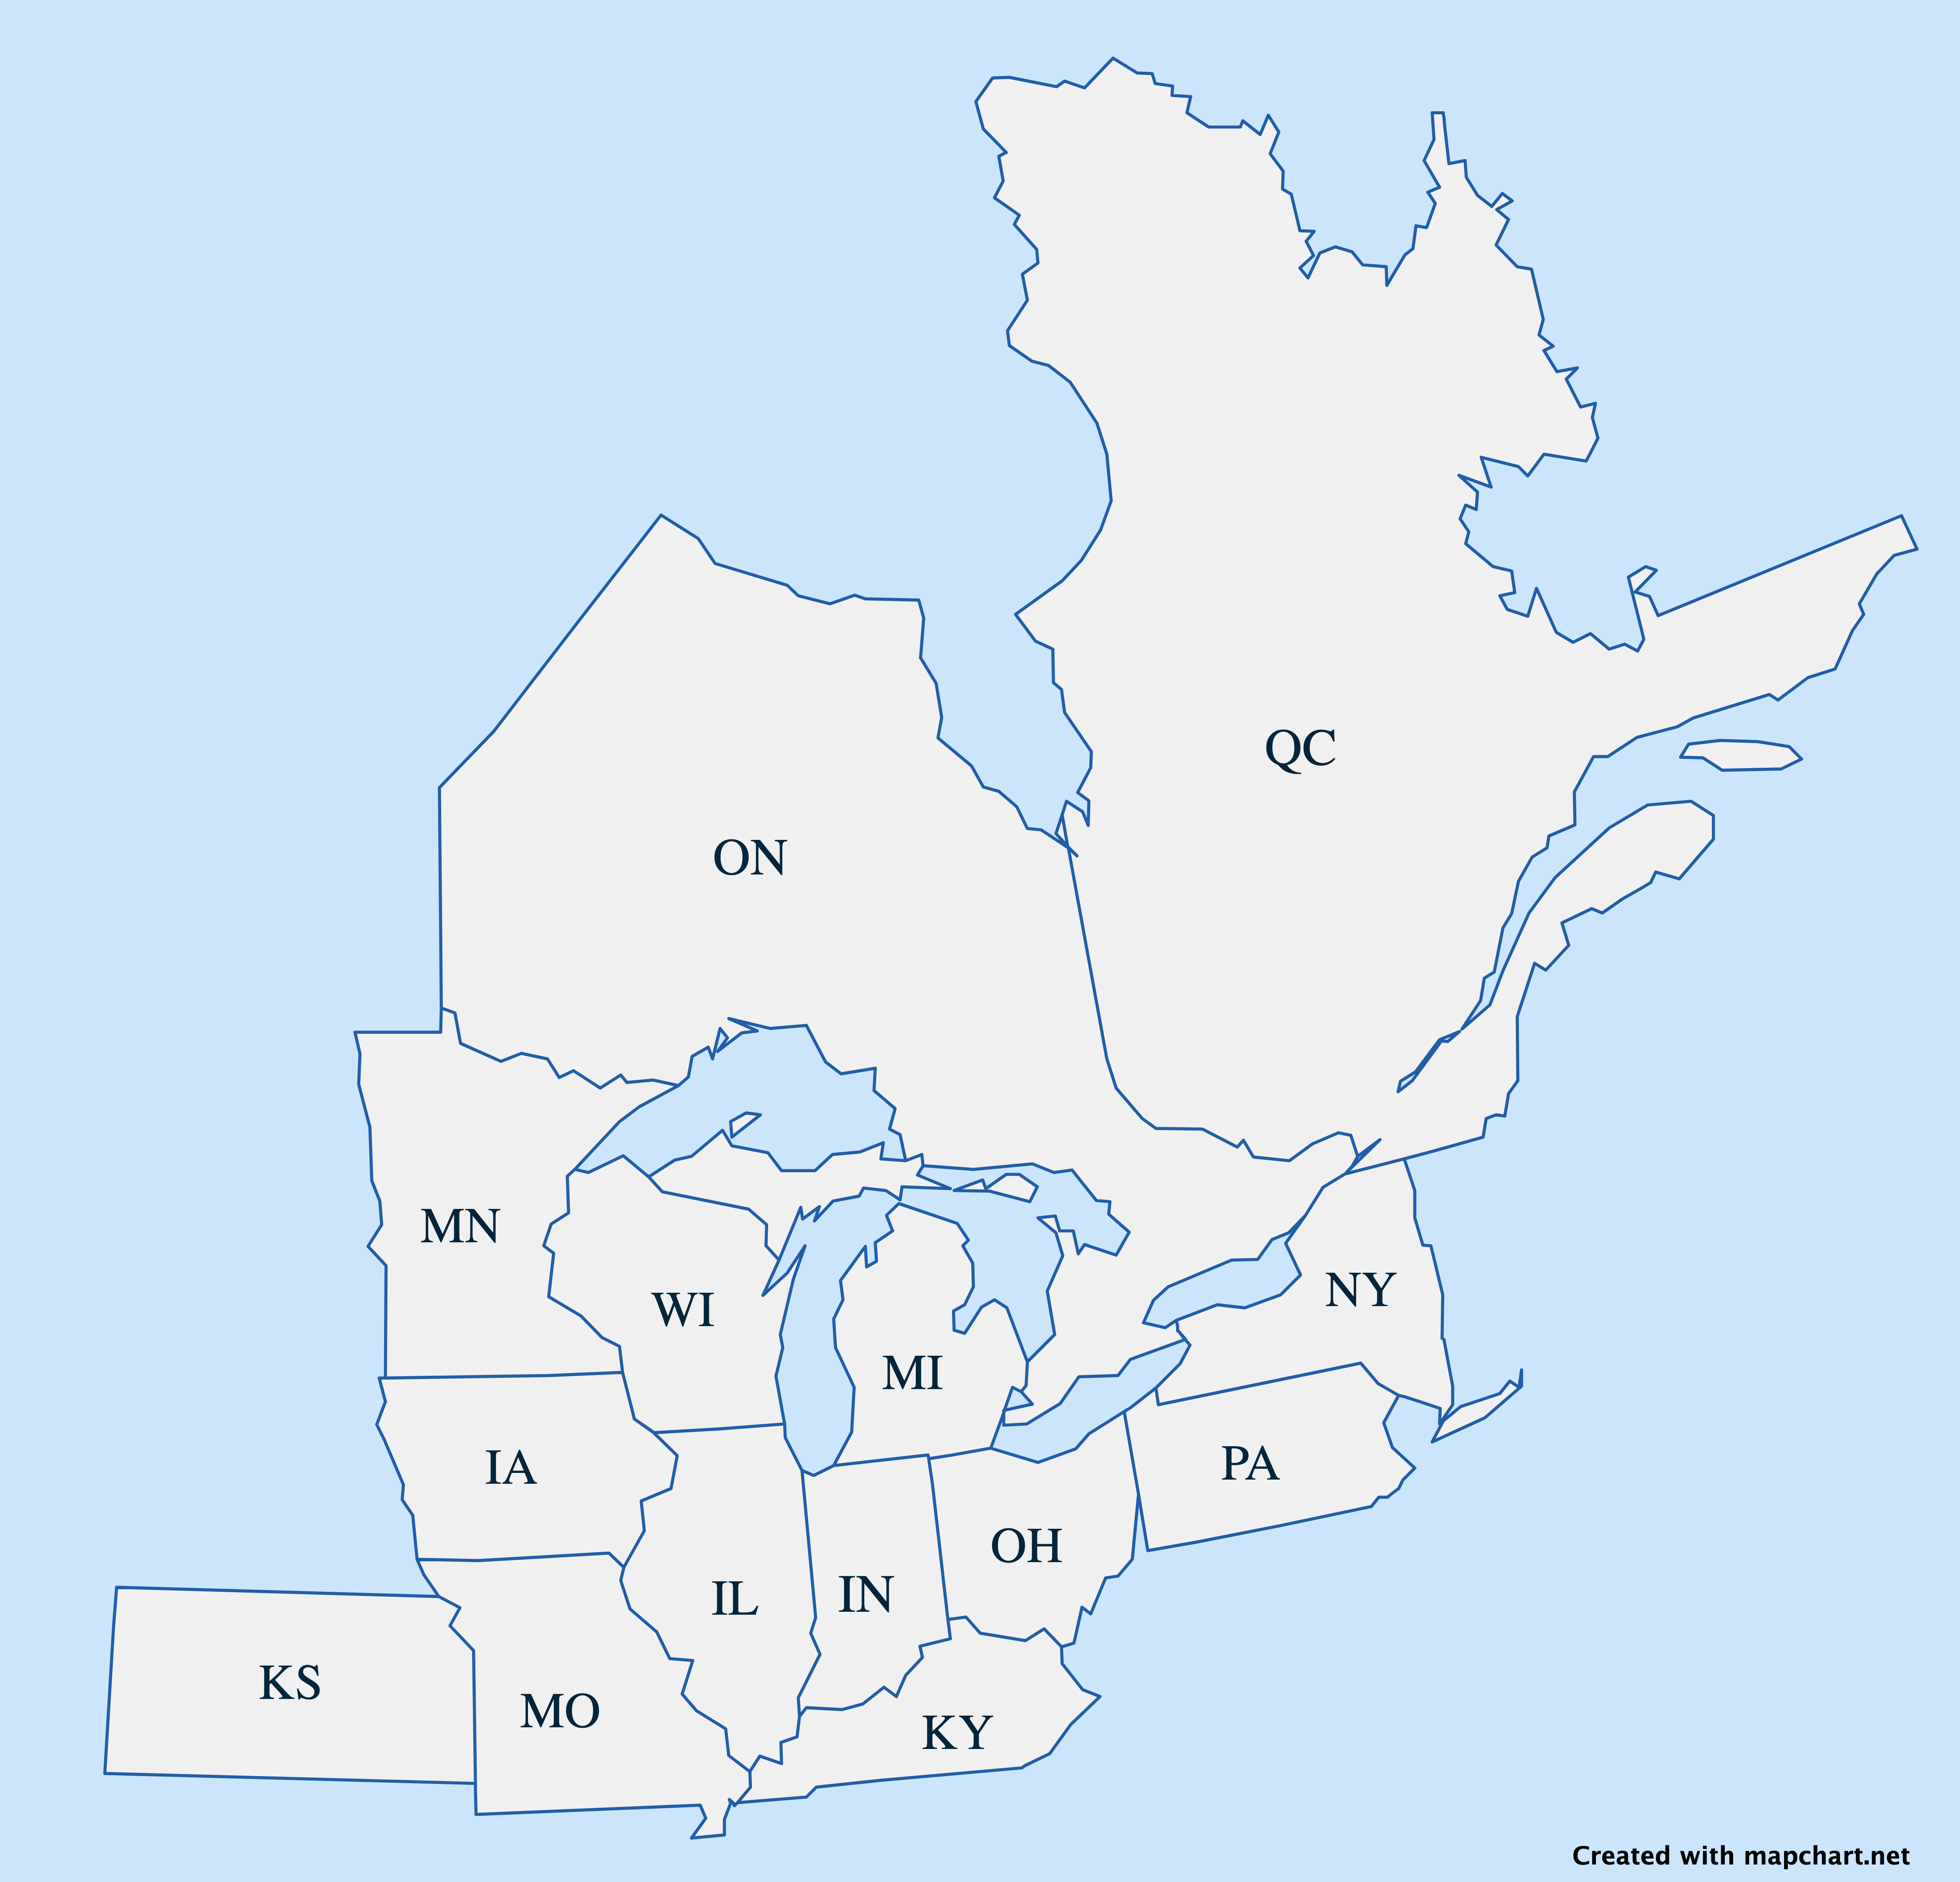 QC
ON
MN
WI
NY
MI
IA
PA
OH
IL
IN
KS
MO
KY
Created with mapchart.net